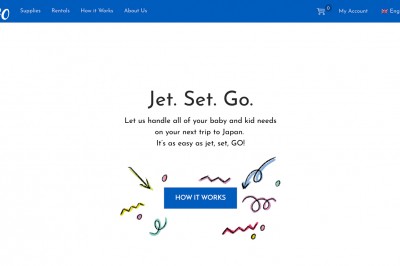 Supplies Rentals How it Works About Us 0 My Account
Jet. Set. Go.
Let us handle all of your baby and kid needs
on your next trip to Japan.
It's as easy as jet, set, GO!
HOW IT WORKS